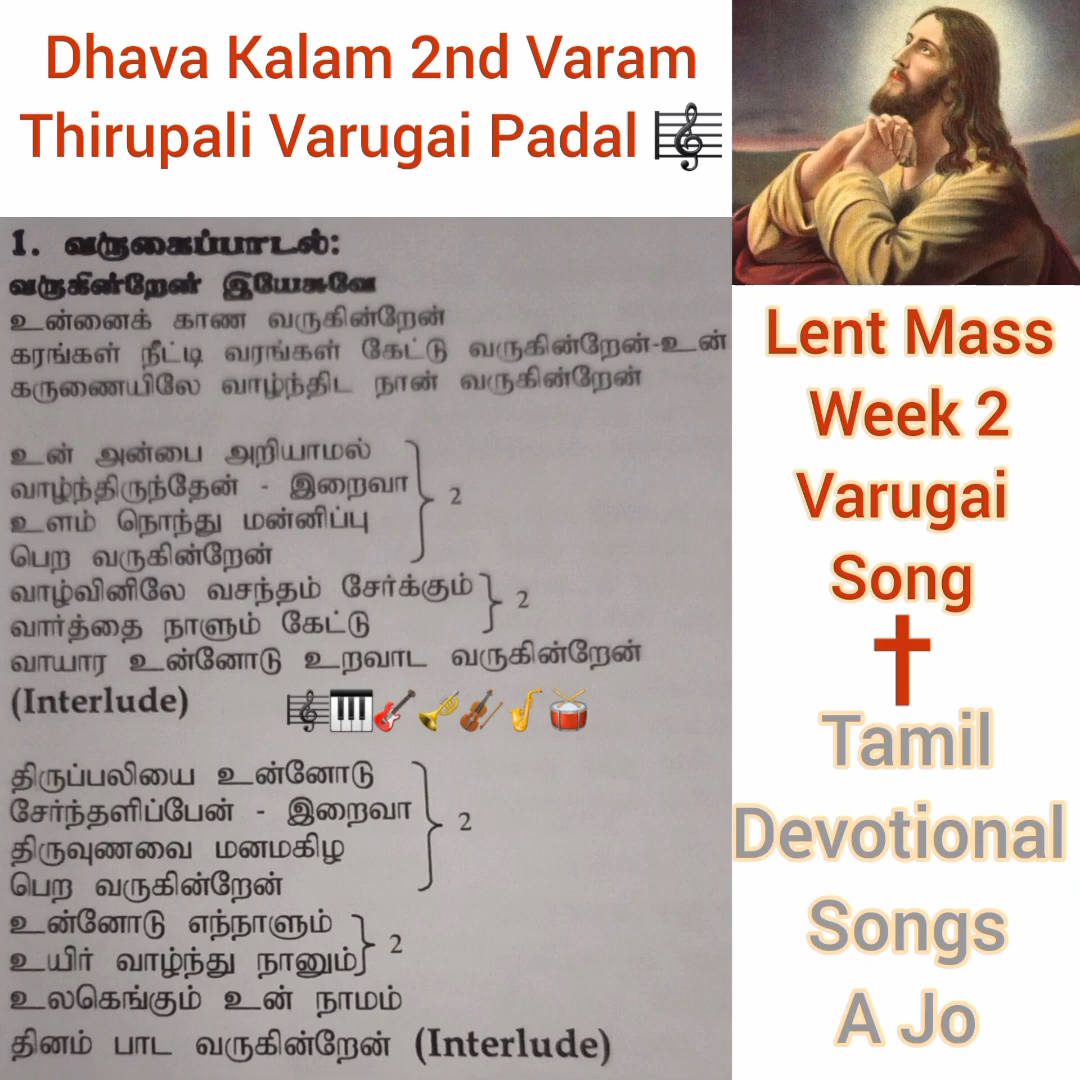 Dhava Kalam 2nd Varam
Thirupali Varugai Padal
1. வருகைப்பாடல்:
வருகின்றேன் இயேசுவே
உன்னைக் காண வருகின்றேன்
கரங்கள் நீட்டி வரங்கள் கேட்டு வருகின்றேன்-உன்
கருணையிலே வாழ்ந்திட நான் வருகின்றேன்
உன் அன்பை அறியாமல்
வாழ்ந்திருந்தேன் - இறைவா
உளம் நொந்து மன்னிப்பு
பெற வருகின்றேன்
2
வாழ்வினிலே வசந்தம் சேர்க்கும்
வார்த்தை நாளும் கேட்டு
2
வாயார உன்னோடு உறவாட வருகின்றேன்
(Interlude)
திருப்பலியை உன்னோடு
சேர்ந்தளிப்பேன் - இறைவா
திருவுணவை மனமகிழ
பெற வருகின்றேன்
2
உன்னோடு எந்நாளும்
உயிர் வாழ்ந்து நானும்
2
உலகெங்கும் உன் நாமம்
தினம் பாட வருகின்றேன் (Interlude)
Lent Mass
Week 2
Varugai
Song
Tamil
Devotional
Songs
A Jo